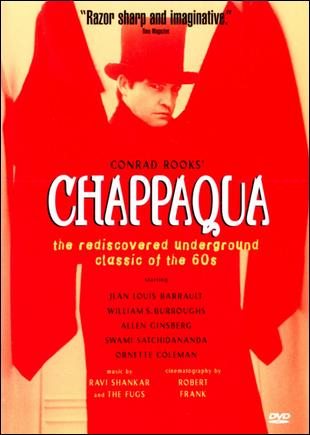 "Razor sharp and imaginative."
Time Magazine
CONRAD ROOKS'
CHAPPAQUA
the rediscovered underground
classic of the 60s
starring
JEAN LOUIS BARRAULT
WILLIAM S. BURROUGHS
ALLEN GINSBERG
SWAMI SATCHIDANANDA
ORNETTE COLEMAN
music by
RAVI SHANKAR
and THE FUGS
cinematography by
ROBERT
FRANK
DVD